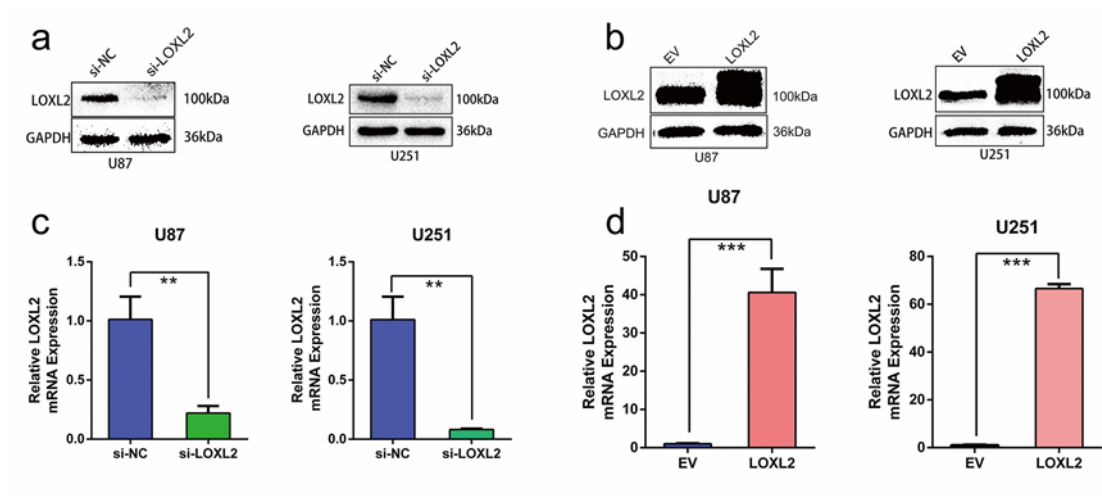 a
si-NC si-LOXL2
LOXL2 100kDa
GAPDH 36kDa
U87
si-NC si-LOXL2
LOXL2 100kDa
GAPDH 36kDa
U251
b
EV LOXL2
LOXL2 100kDa
GAPDH 36kDa
U87
EV LOXL2
LOXL2 100kDa
GAPDH 36kDa
U251
c
U87
Relative LOXL2
mRNA Expression
1.5
1.0
0.5
0.0
**
si-NC si-LOXL2
U251
Relative LOXL2
mRNA Expression
1.5
1.0
0.5
0.0
**
si-NC si-LOXL2
d
U87
Relative LOXL2
mRNA Expression
50
40
30
20
10
0
***
EV LOXL2
U251
Relative LOXL2
mRNA Expression
80
60
40
20
0
***
EV LOXL2